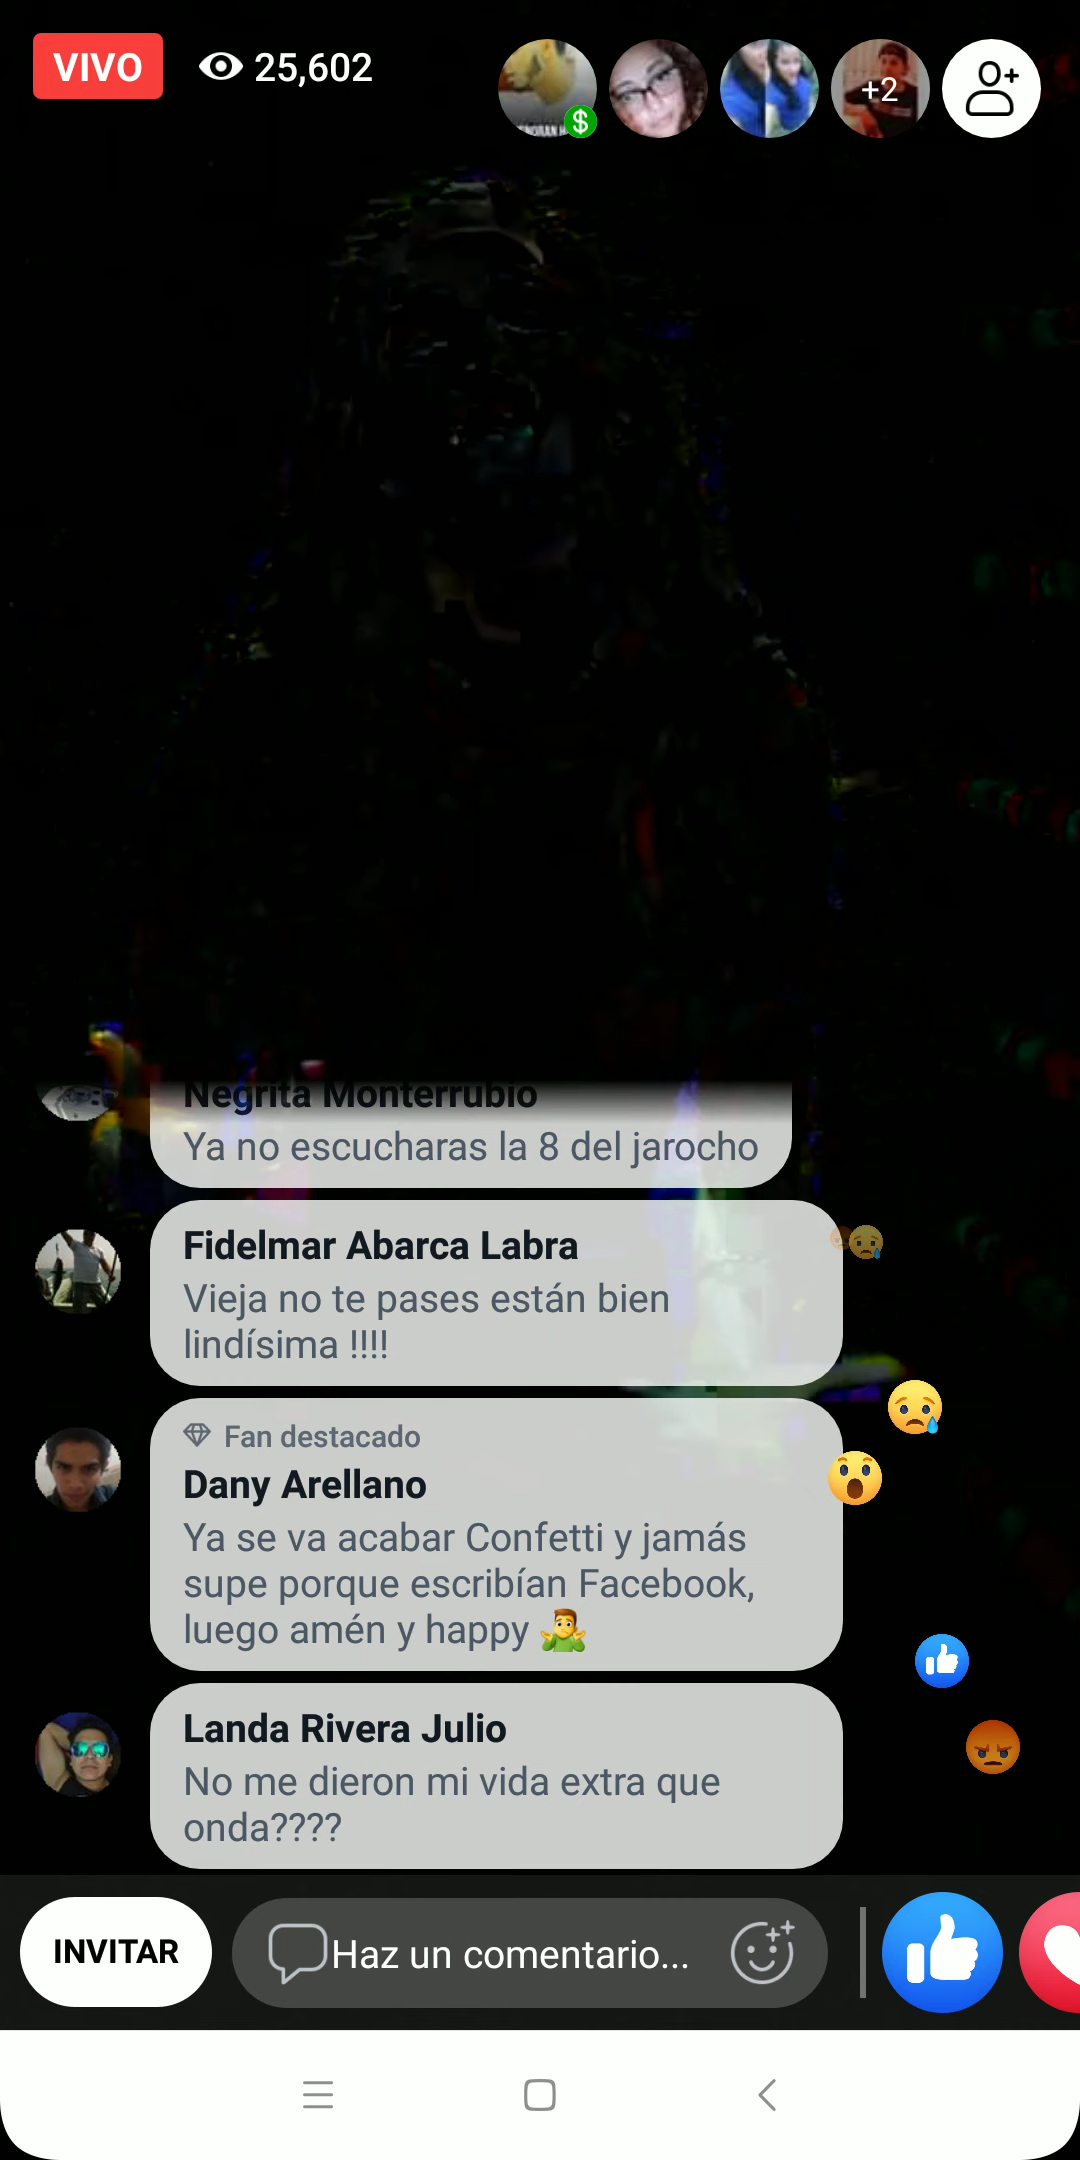 VIVO
25,602
$
+2
Negrita Monterrubio
Ya no escucharas la 8 del jarocho
Fidelmar Abarca Labra
Vieja no te pases están bien
lindísima !!!!
Fan destacado
Dany Arellano
Ya se va acabar Confetti y jamás
supe porque escribían Facebook,
luego amén y happy 🤷‍♂️
Landa Rivera Julio
No me dieron mi vida extra que
onda????
INVITAR
Haz un comentario...